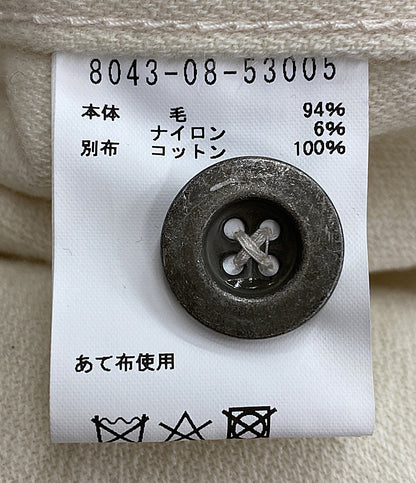 8043-08-53005
本体 毛 94%
ナイロン 6%
別布 コットン 100%
あて布使用